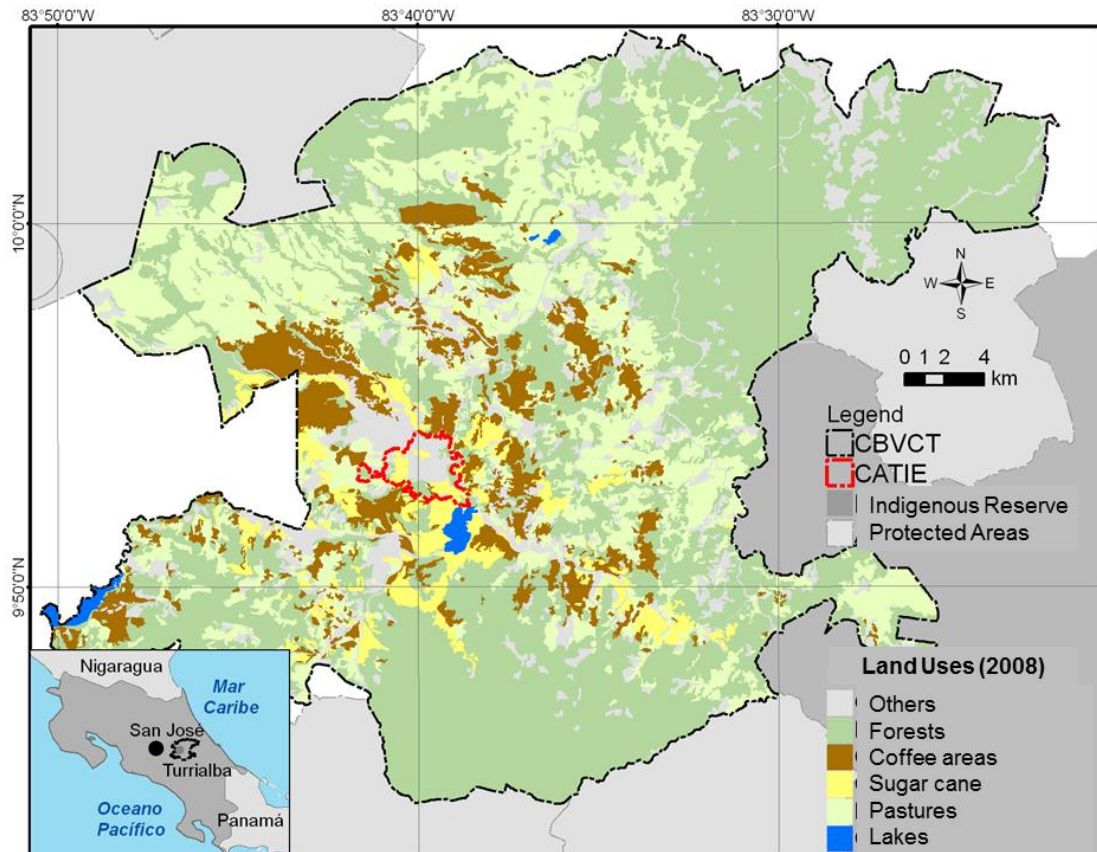 83°50'0"W
83°40'0"W
83°30'0"W
10°0'0"N
N
W E
S
0 1 2 4
km
Legend
CBVCT
CATIE
Indigenous Reserve
Protected Areas
9°50'0"N
Land Uses (2008)
Others
Forests
Coffee areas
Sugar cane
Pastures
Lakes
Nigaragua
Mar
Caribe
San José
Turrialba
Oceano
Pacífico
Panamá